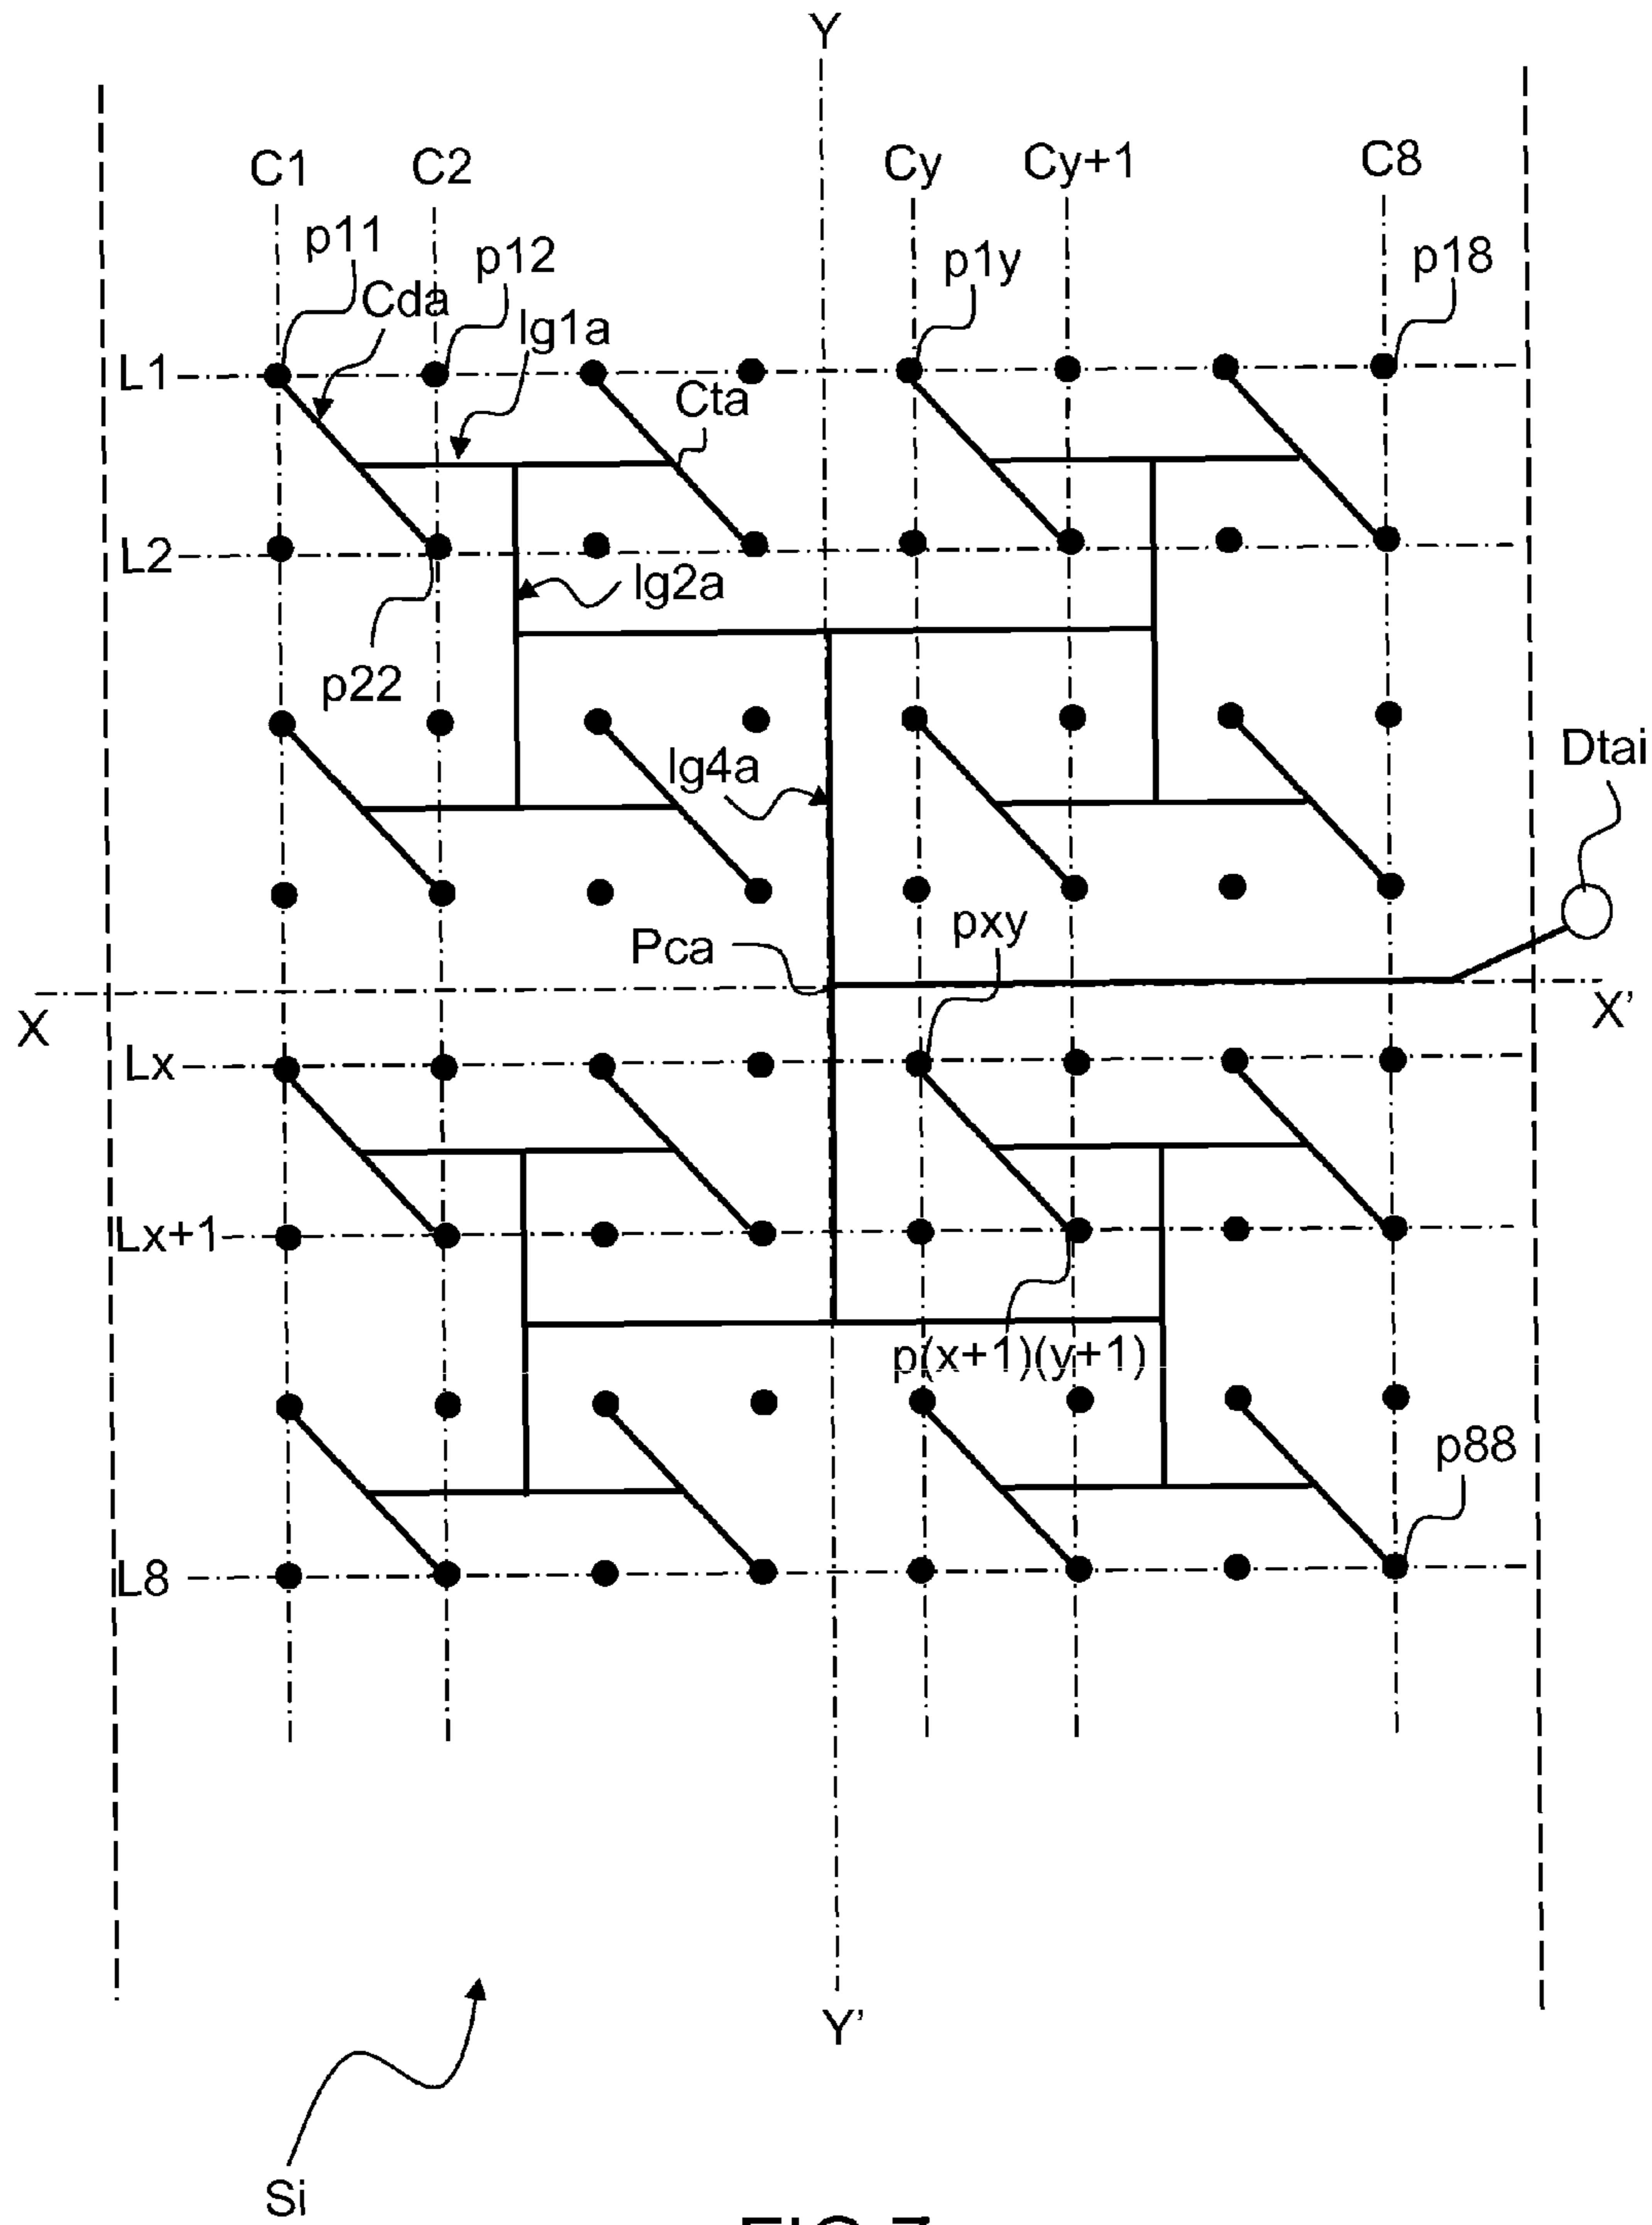 Y
C1
C2
Cy
Cy+1
C8
p11
p12
p1y
p18
Cda
lg1a
L1
Cta
L2
lg2a
p22
lg4a
Dtai
Pca
pxy
X
X'
Lx
Lx+1
p(x+1)(y+1)
p88
L8
Y'
Si